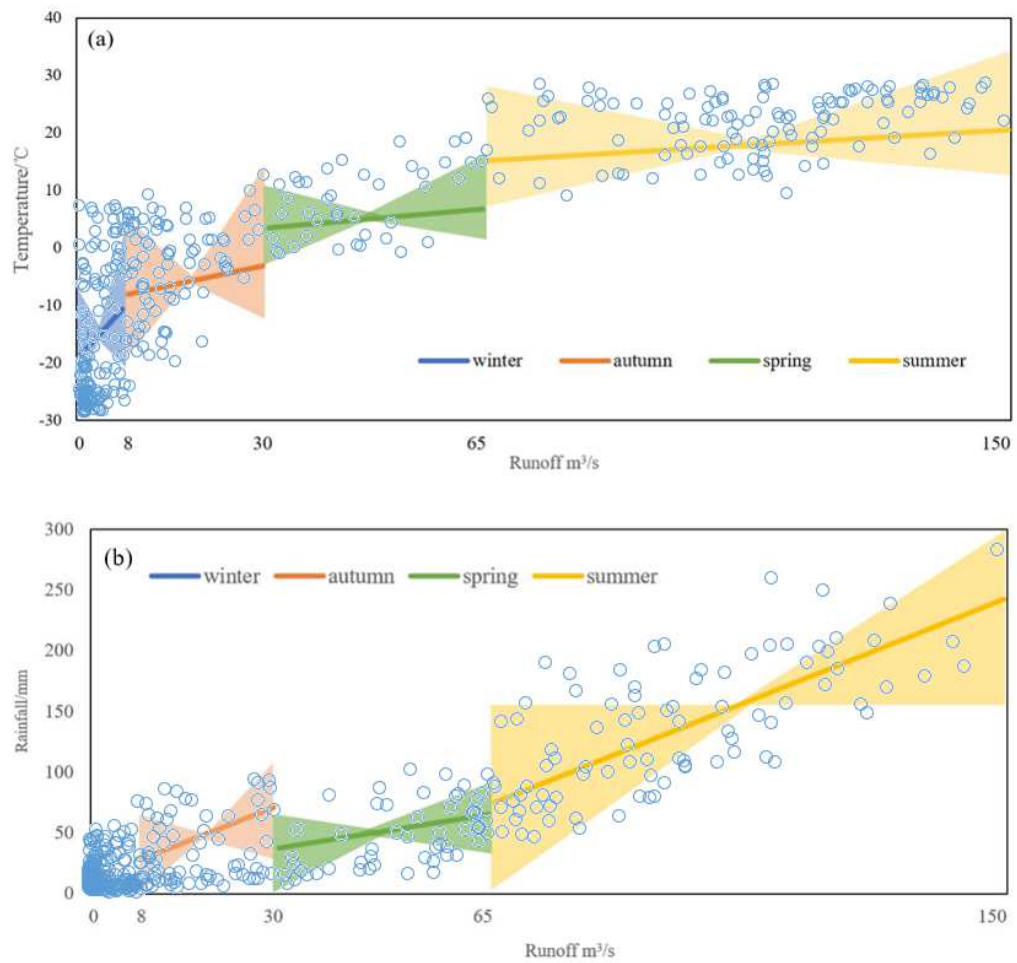 40
(a)
30
20
10
0
-10
-20
-30
Temperature/℃
winter autumn spring summer
0 8 30 65 150
Runoff m³/s
300
(b)
winter autumn spring summer
250
200
150
100
50
0
Rainfall/mm
0 8 30 65 150
Runoff m³/s